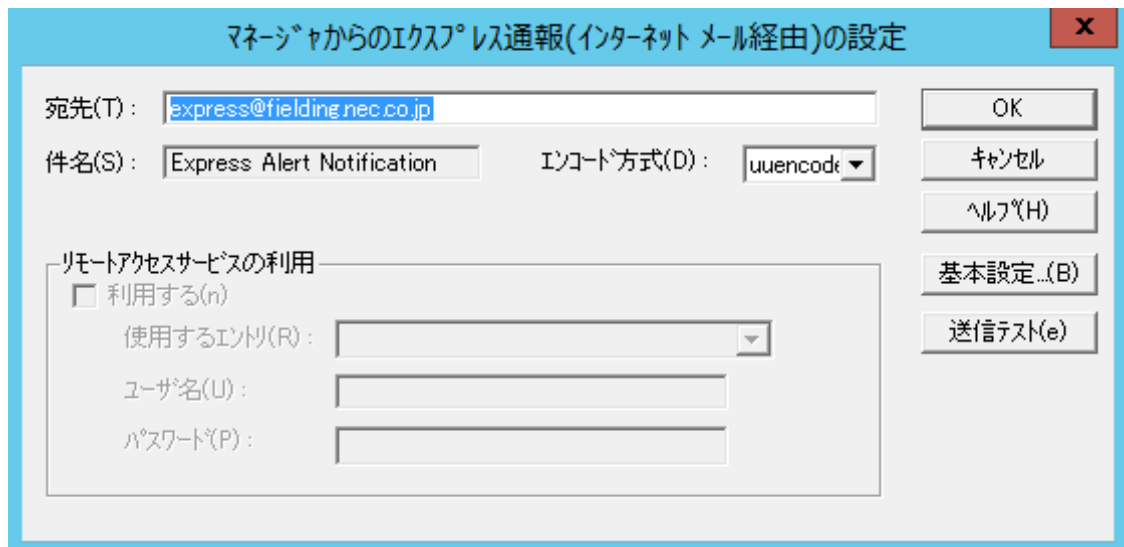 マネージャからのエクスプレス通報(インターネット メール経由)の設定
x
宛先(T) : express@fielding.nec.co.jp
OK
件名(S) : Express Alert Notification エンコード方式(D) : uuencode
キャンセル
ヘルプ(H)
リモートアクセスサービスの利用
基本設定...(B)
利用する(n)
使用するエントリ(R) :
送信テスト(e)
ユーザ名(U) :
パスワード(P) :